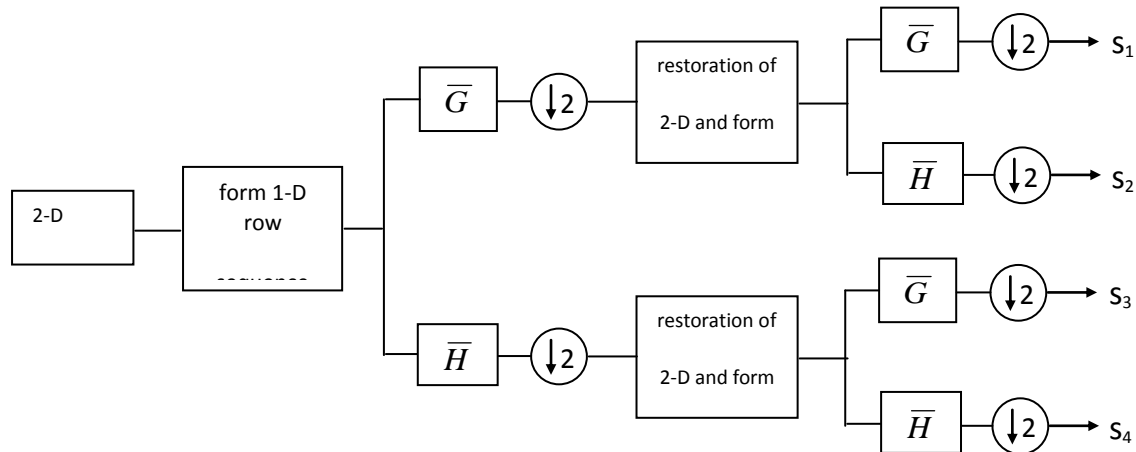 2-D
form 1-D
row
G̅
↓2
restoration of
2-D and form
G̅
↓2
S₁
H̅
↓2
S₂
H̅
↓2
restoration of
2-D and form
G̅
↓2
S₃
H̅
↓2
S₄